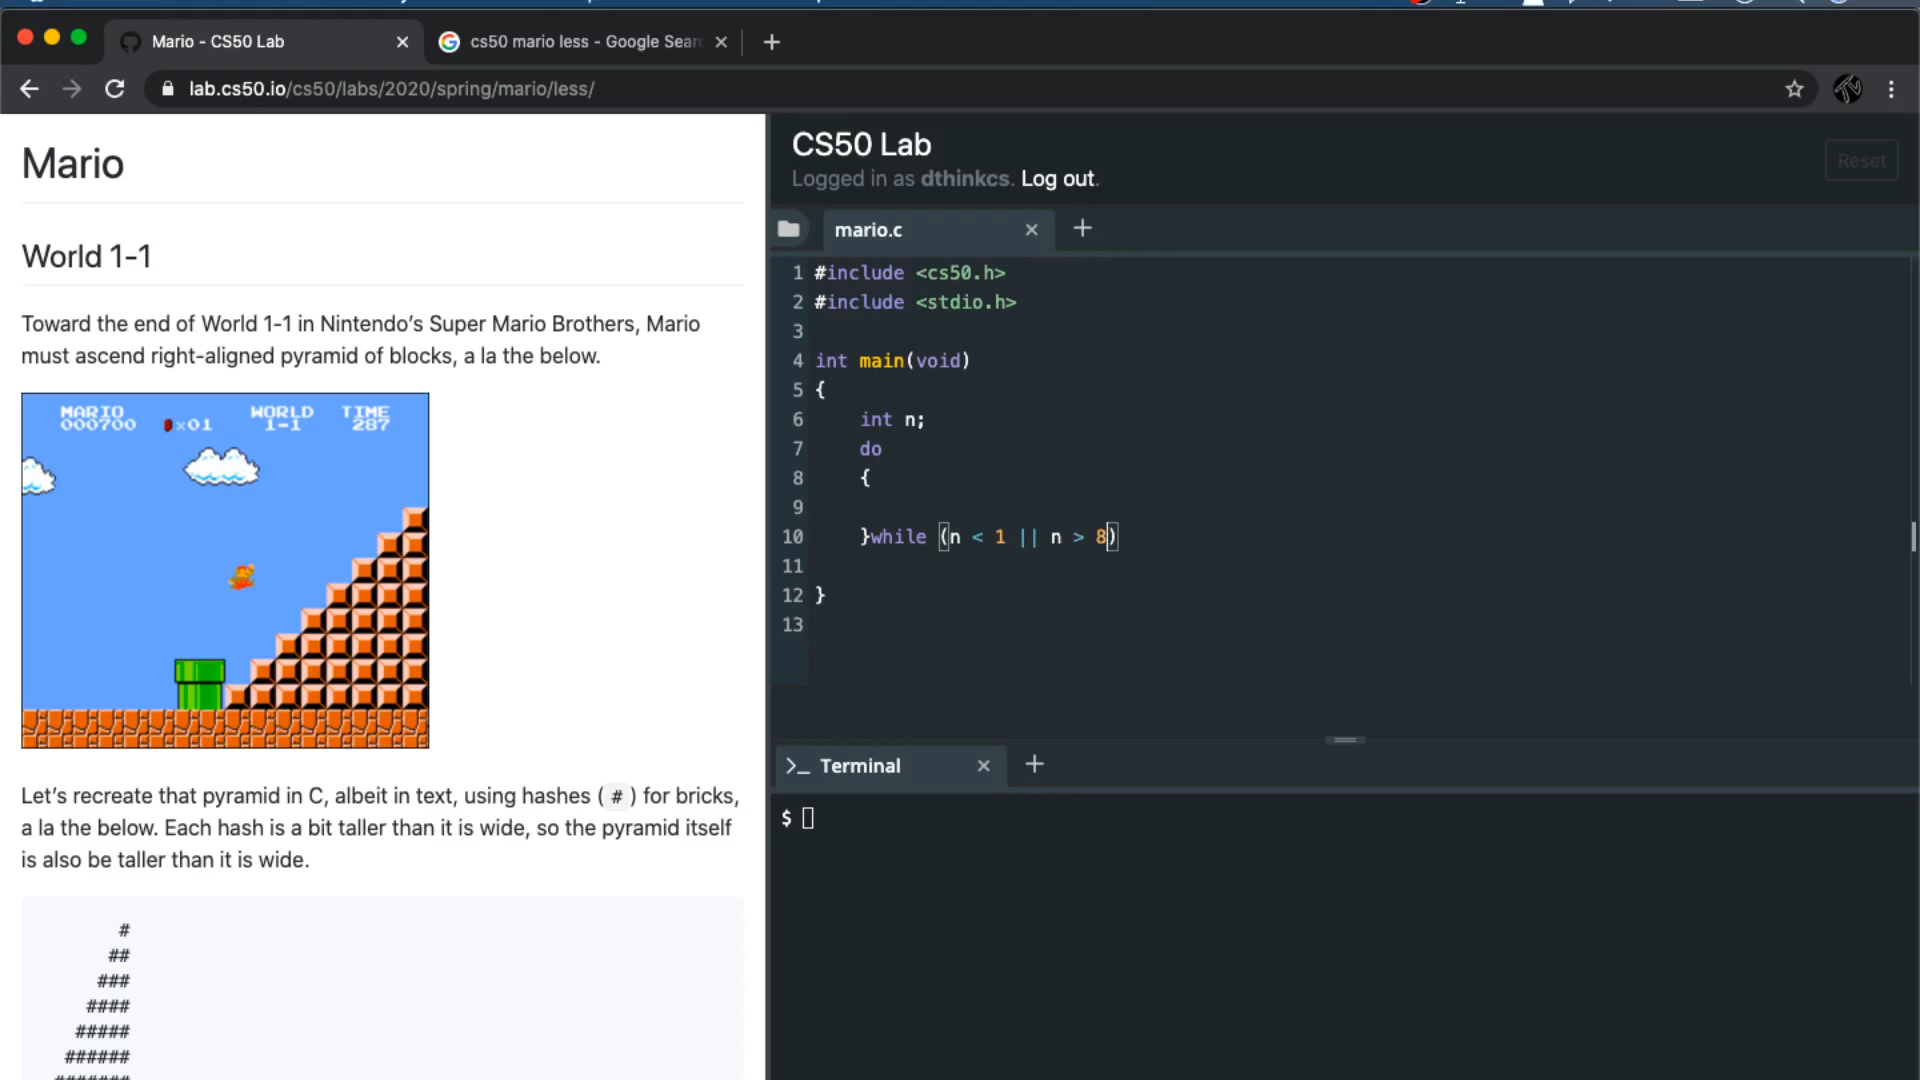 Mario - CS50 Lab
cs50 mario less - Google Sear
lab.cs50.io/cs50/labs/2020/spring/mario/less/
Mario
World 1-1
Toward the end of World 1-1 in Nintendo’s Super Mario Brothers, Mario
must ascend right-aligned pyramid of blocks, a la the below.
MARIO WORLD TIME
000700 ×01 1-1 287
Let’s recreate that pyramid in C, albeit in text, using hashes ( # ) for bricks,
a la the below. Each hash is a bit taller than it is wide, so the pyramid itself
is also be taller than it is wide.
#
##
###
####
#####
######
#######
CS50 Lab
Reset
Logged in as dthinkcs. Log out.
mario.c
1 #include <cs50.h>
2 #include <stdio.h>
3
4 int main(void)
5 {
6 int n;
7 do
8 {
9
10 }while (n < 1 || n > 8)
11
12 }
13
>_ Terminal
$